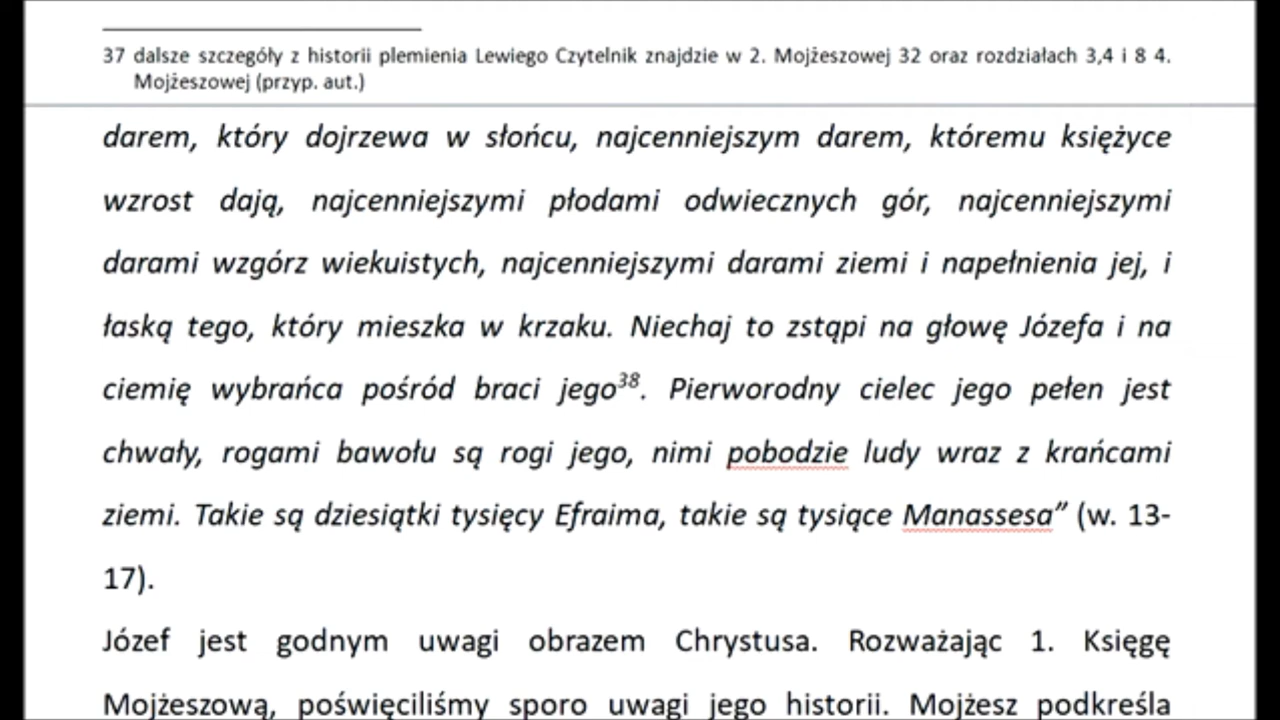 37 dalsze szczegóły z historii plemienia Lewiego Czytelnik znajdzie w 2. Mojżeszowej 32 oraz rozdziałach 3,4 i 8 4.
Mojżeszowej (przyp. aut.)
darem, który dojrzewa w słońcu, najcenniejszym darem, któremu księżyce
wzrost dają, najcenniejszymi płodami odwiecznych gór, najcenniejszymi
darami wzgórz wiekuistych, najcenniejszymi darami ziemi i napełnienia jej, i
łaską tego, który mieszka w krzaku. Niechaj to zstąpi na głowę Józefa i na
ciemię wybrańca pośród braci jego38. Pierworodny cielec jego pełen jest
chwały, rogami bawołu są rogi jego, nimi pobodzie ludy wraz z krańcami
ziemi. Takie są dziesiątki tysięcy Efraima, takie są tysiące Manassesa” (w. 13-
17).
Józef jest godnym uwagi obrazem Chrystusa. Rozważając 1. Księgę
Mojżeszową, poświęciliśmy sporo uwagi jego historii. Mojżesz podkreśla